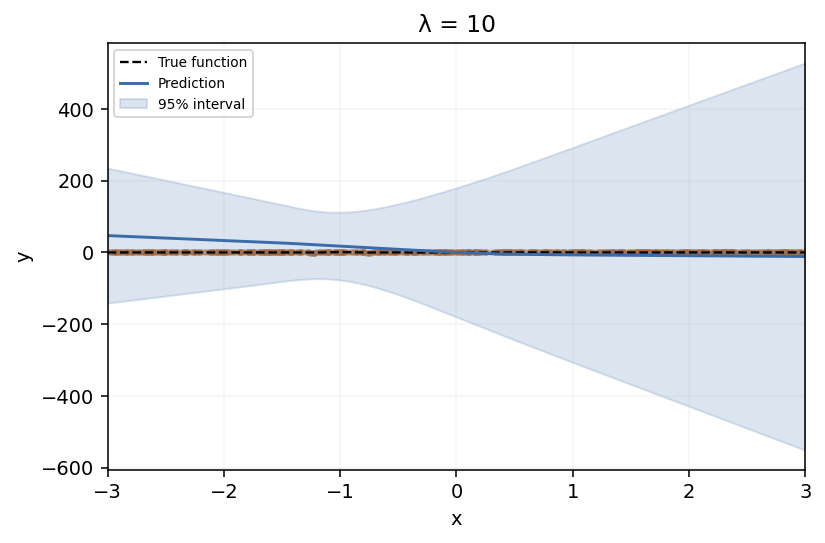 λ = 10
True function
Prediction
95% interval
y
400
200
0
−200
−400
−600
−3 −2 −1 0 1 2 3
x